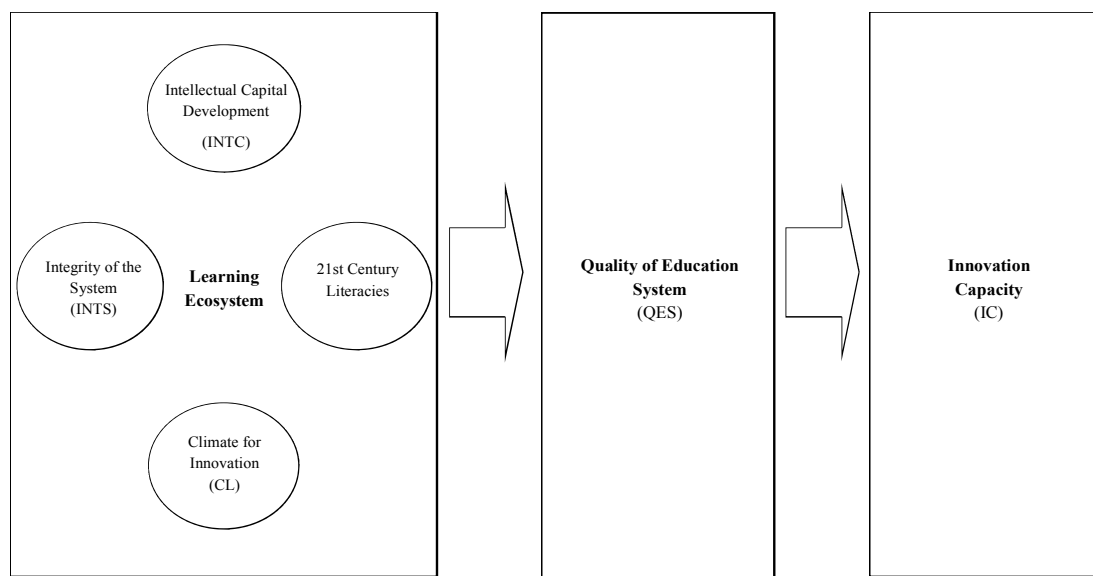 Intellectual Capital
Development
(INTC)
Integrity of the
System
(INTS)
Learning
Ecosystem
21st Century
Literacies
Climate for
Innovation
(CL)
Quality of Education
System
(QES)
Innovation
Capacity
(IC)